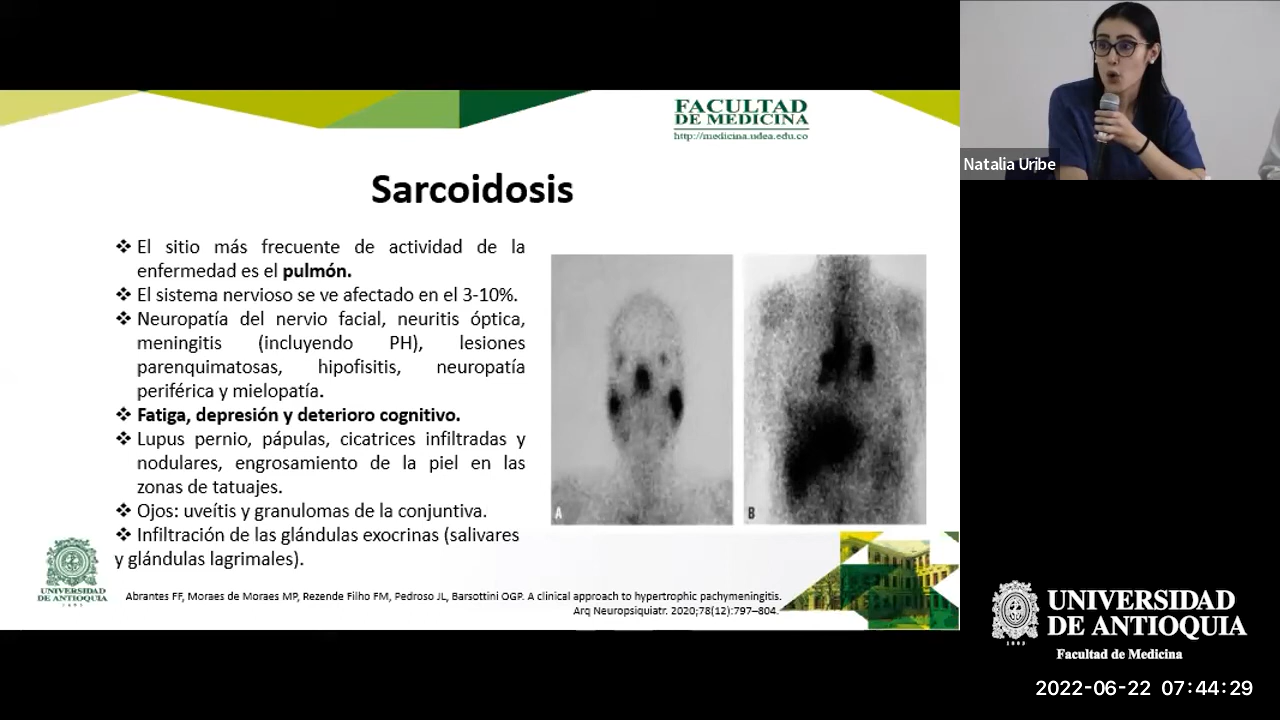 FACULTAD
DE MEDICINA
http://medicina.udea.edu.co
Natalia Uribe
Sarcoidosis
❖ El sitio más frecuente de actividad de la
enfermedad es el pulmón.
❖ El sistema nervioso se ve afectado en el 3-10%.
❖ Neuropatía del nervio facial, neuritis óptica,
meningitis (incluyendo PH), lesiones
parenquimatosas, hipofisitis, neuropatía
periférica y mielopatía.
❖ Fatiga, depresión y deterioro cognitivo.
❖ Lupus pernio, pápulas, cicatrices infiltradas y
nodulares, engrosamiento de la piel en las
zonas de tatuajes.
❖ Ojos: uveítis y granulomas de la conjuntiva.
❖ Infiltración de las glándulas exocrinas (salivares
y glándulas lagrimales).
A
B
UNIVERSIDAD
DE ANTIOQUIA
1803
Abrantes FF, Moraes de Moraes MP, Rezende Filho FM, Pedroso JL, Barsottini OGP. A clinical approach to hypertrophic pachymeningitis.
Arq Neuropsiquiatr. 2020;78(12):797–804.
UNIVERSIDAD
DE ANTIOQUIA
1803
Facultad de Medicina
2022-06-22 07:44:29